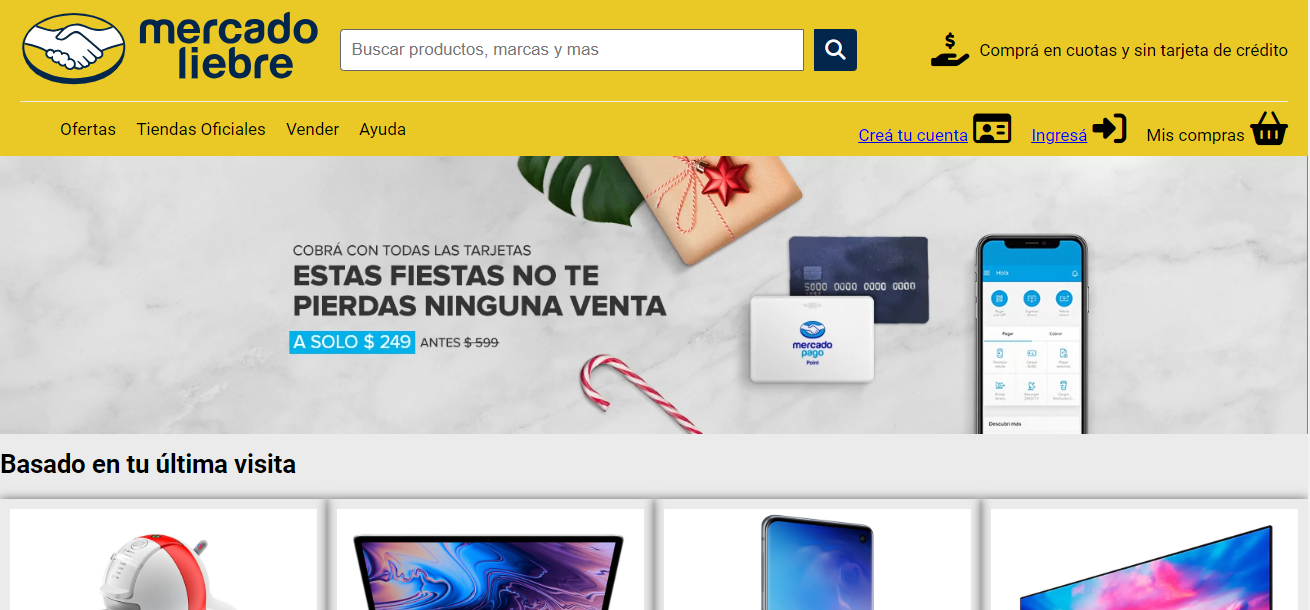 mercado
liebre
Buscar productos, marcas y mas
Comprá en cuotas y sin tarjeta de crédito
Ofertas Tiendas Oficiales Vender Ayuda
Creá tu cuenta Ingresá Mis compras
COBRÁ CON TODAS LAS TARJETAS
ESTAS FIESTAS NO TE
PIERDAS NINGUNA VENTA
A SOLO $ 249 ANTES $ 599
5000 0000 0000 0000
mercado
pago
Point
Hola
Pagar Cobrar
Descubrí más
Basado en tu última visita